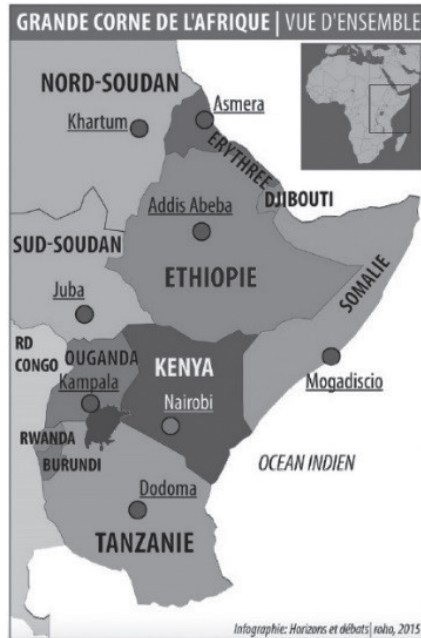 GRANDE CORNE DE L'AFRIQUE | VUE D'ENSEMBLE
NORD-SOUDAN
Asmera
Khartum
ERYTHREE
Addis Abeba
DJIBOUTI
SUD-SOUDAN
ETHIOPIE
SOMALIE
Juba
RD
CONGO
OUGANDA
KENYA
Kampala
Mogadiscio
Nairobi
RWANDA
BURUNDI
OCEAN INDIEN
Dodoma
TANZANIE
Infographie: Horizons et débats| roho, 2015